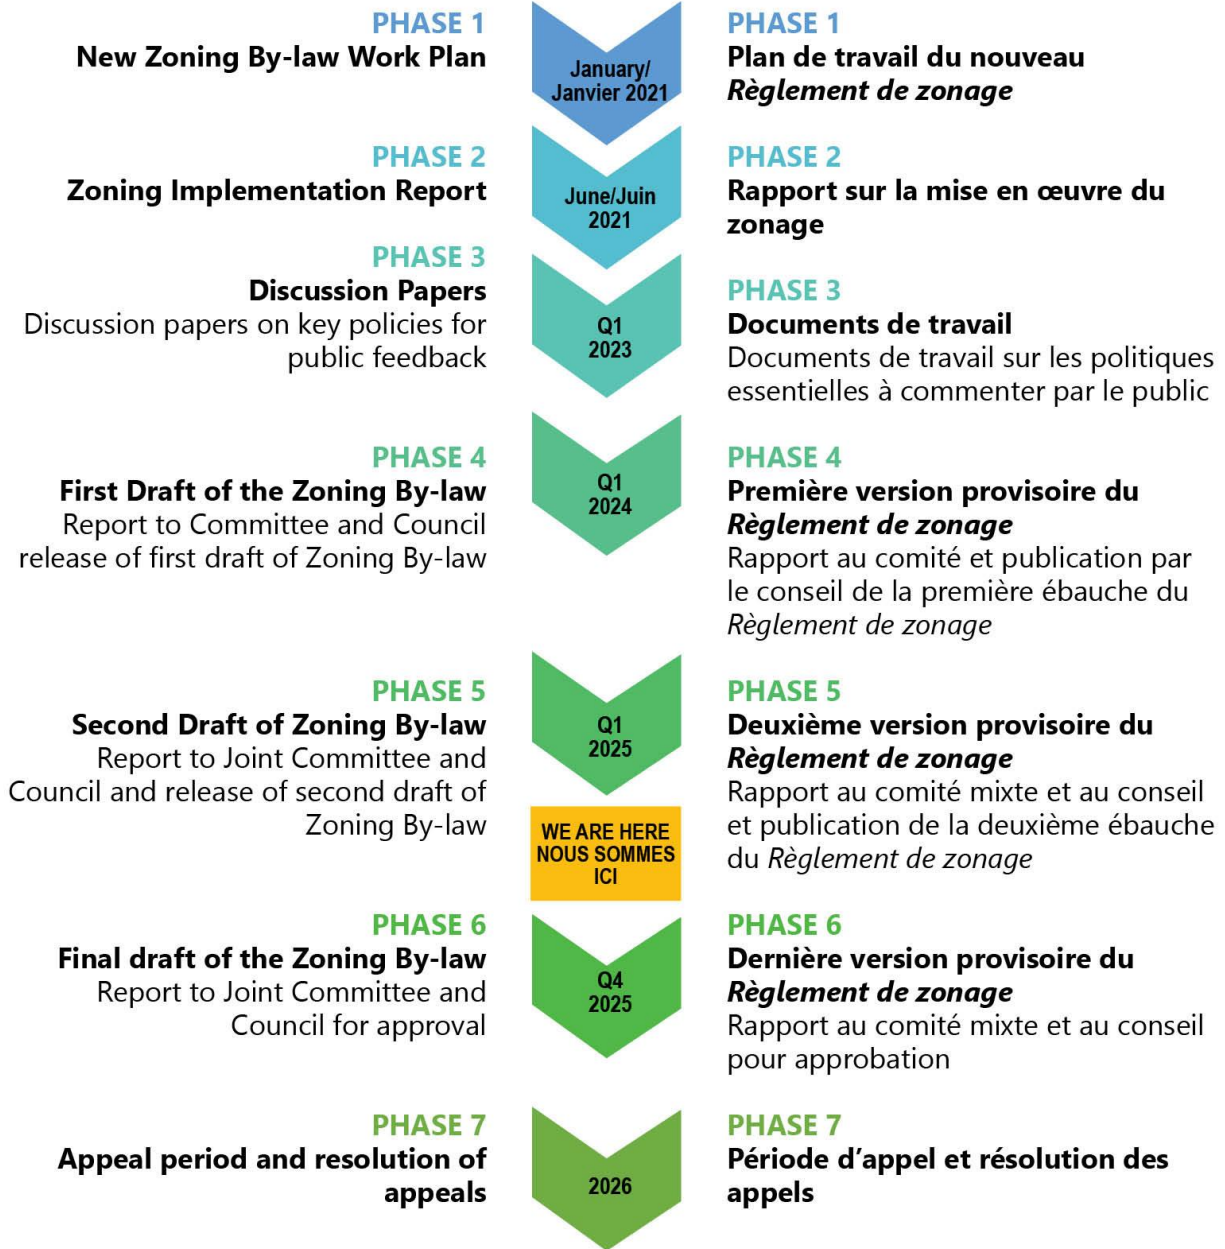 PHASE 1
New Zoning By-law Work Plan
January/
Janvier 2021
PHASE 1
Plan de travail du nouveau
Règlement de zonage
PHASE 2
Zoning Implementation Report
June/Juin
2021
PHASE 2
Rapport sur la mise en œuvre du
zonage
PHASE 3
Discussion Papers
Discussion papers on key policies for
public feedback
Q1
2023
PHASE 3
Documents de travail
Documents de travail sur les politiques
essentielles à commenter par le public
PHASE 4
First Draft of the Zoning By-law
Report to Committee and Council
release of first draft of Zoning By-law
Q1
2024
PHASE 4
Première version provisoire du
Règlement de zonage
Rapport au comité et publication par
le conseil de la première ébauche du
Règlement de zonage
PHASE 5
Second Draft of Zoning By-law
Report to Joint Committee and
Council and release of second draft of
Zoning By-law
Q1
2025
PHASE 5
Deuxième version provisoire du
Règlement de zonage
Rapport au comité mixte et au conseil
et publication de la deuxième ébauche
du Règlement de zonage
WE ARE HERE
NOUS SOMMES
ICI
PHASE 6
Final draft of the Zoning By-law
Report to Joint Committee and
Council for approval
Q4
2025
PHASE 6
Dernière version provisoire du
Règlement de zonage
Rapport au comité mixte et au conseil
pour approbation
PHASE 7
Appeal period and resolution of
appeals
2026
PHASE 7
Période d’appel et résolution des
appels